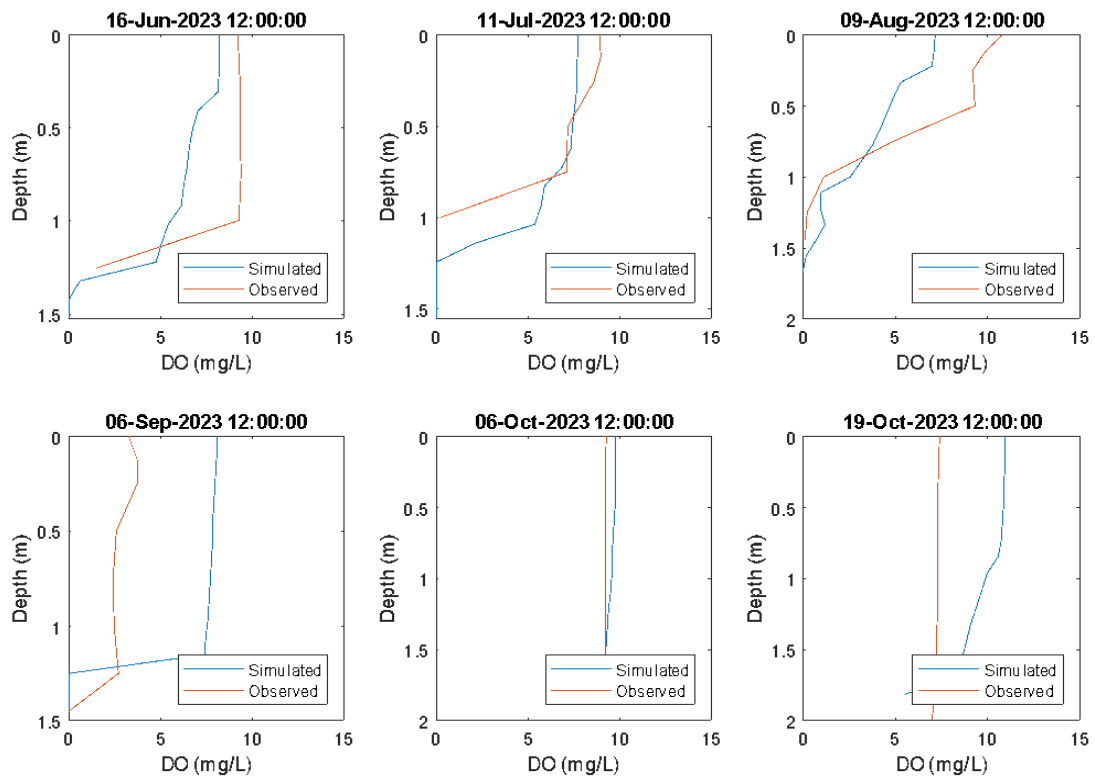 16-Jun-2023 12:00:00
0
0.5
1
1.5
Depth (m)
0 5 10 15
DO (mg/L)
Simulated
Observed
11-Jul-2023 12:00:00
0
0.5
1
1.5
Depth (m)
0 5 10 15
DO (mg/L)
Simulated
Observed
09-Aug-2023 12:00:00
0
0.5
1
1.5
2
Depth (m)
0 5 10 15
DO (mg/L)
Simulated
Observed
06-Sep-2023 12:00:00
0
0.5
1
1.5
Depth (m)
0 5 10 15
DO (mg/L)
Simulated
Observed
06-Oct-2023 12:00:00
0
0.5
1
1.5
2
Depth (m)
0 5 10 15
DO (mg/L)
Simulated
Observed
19-Oct-2023 12:00:00
0
0.5
1
1.5
2
Depth (m)
0 5 10 15
DO (mg/L)
Simulated
Observed